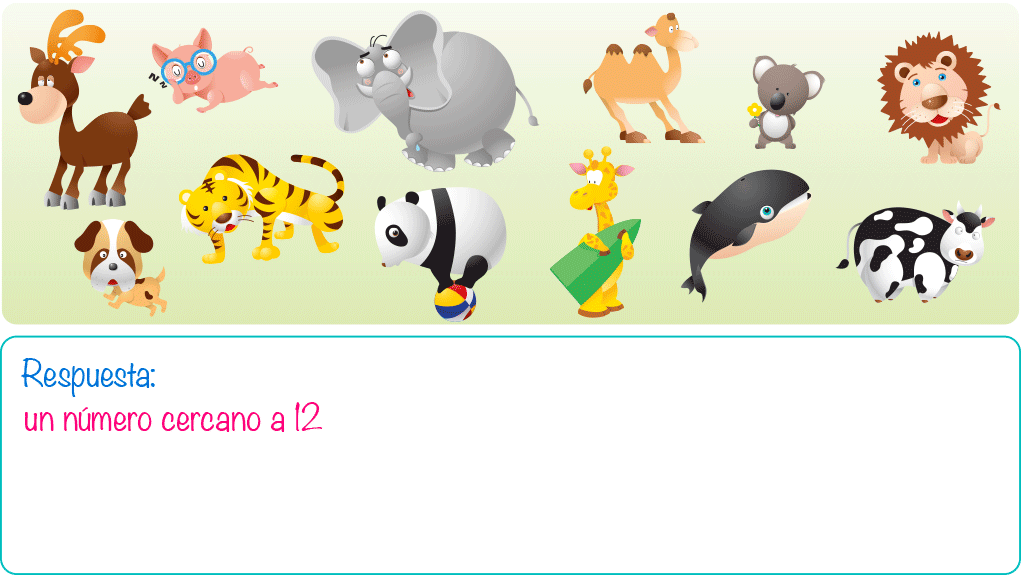 N N N
Respuesta:
un número cercano a 12